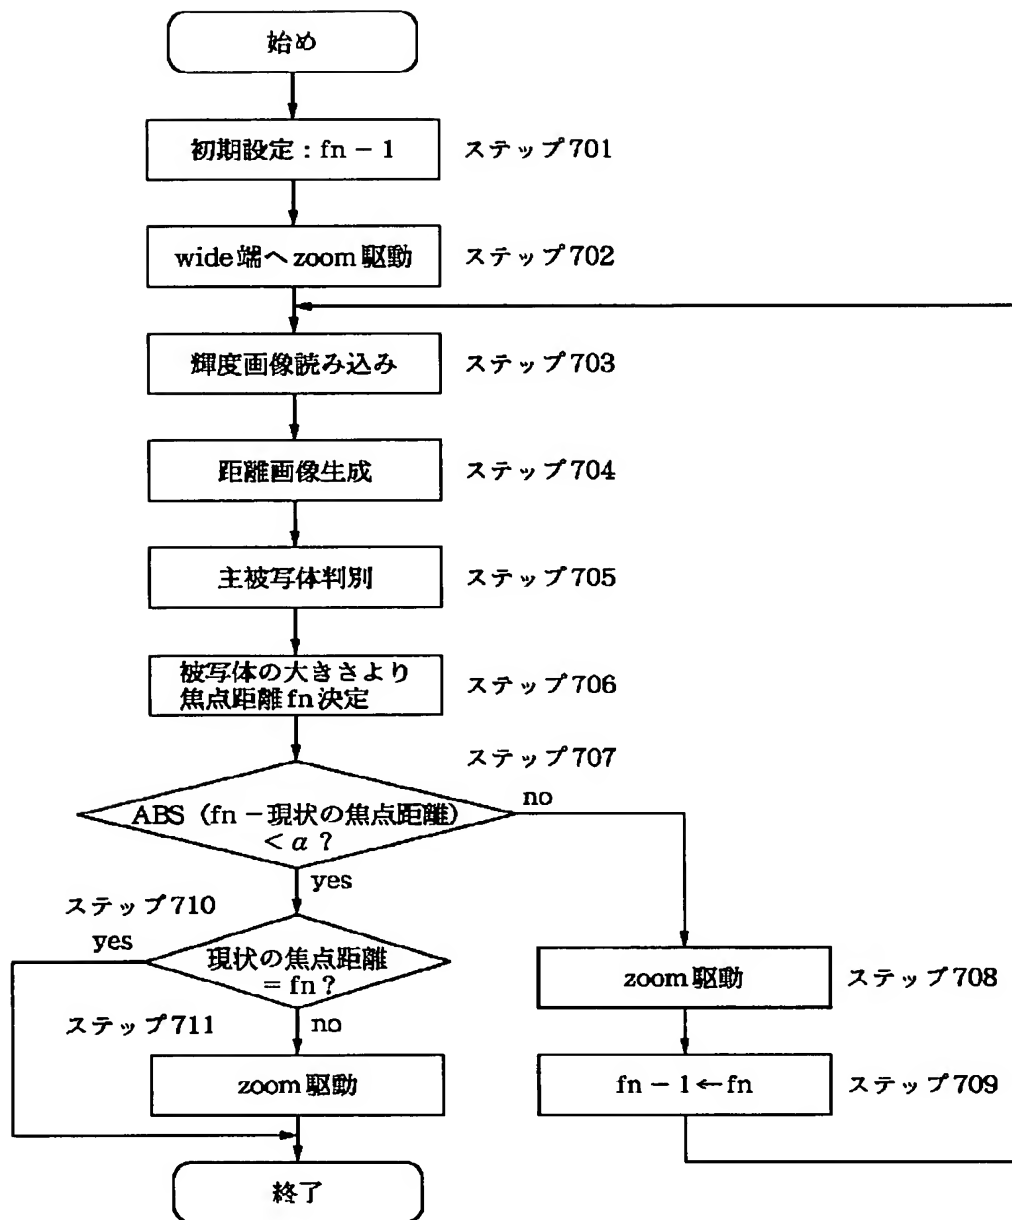 始め
初期設定：fn－1
ステップ701
wide端へzoom駆動
ステップ702
輝度画像読み込み
ステップ703
距離画像生成
ステップ704
主被写体判別
ステップ705
被写体の大きさより
焦点距離fn決定
ステップ706
ステップ707
ABS（fn－現状の焦点距離）
＜α？
no
yes
ステップ710
yes
現状の焦点距離
＝fn？
ステップ711
no
zoom駆動
zoom駆動
ステップ708
fn－1←fn
ステップ709
終了